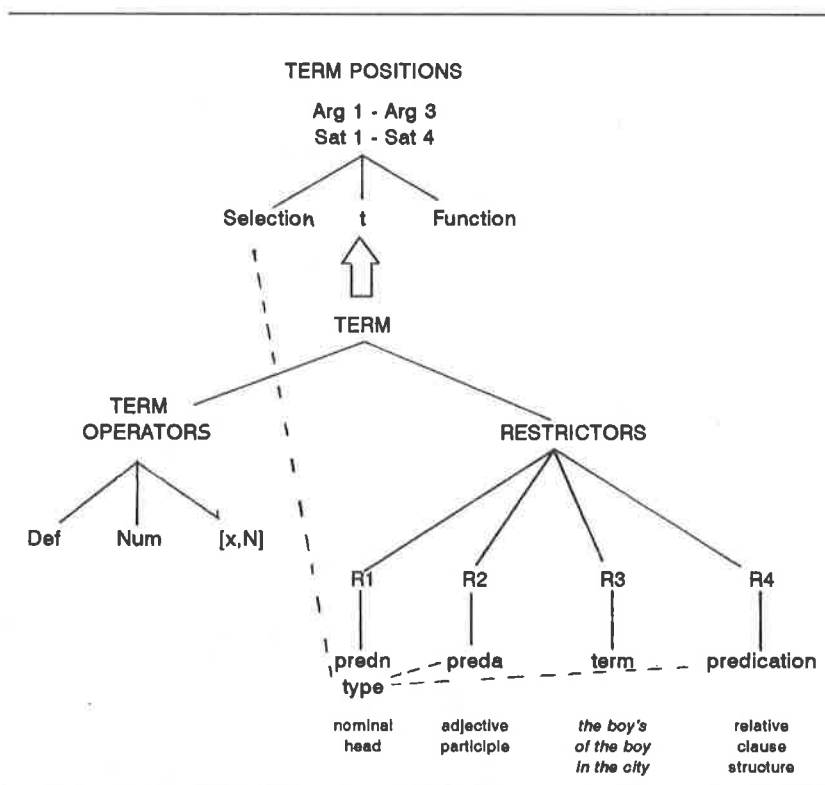 TERM POSITIONS
Arg 1 - Arg 3
Sat 1 - Sat 4
Selection t Function
TERM
TERM
OPERATORS
RESTRICTORS
Def Num [x,N]
R1 R2 R3 R4
predn preda term predication
type
nominal adjective the boy's relative
head participle of the boy clause
in the city structure